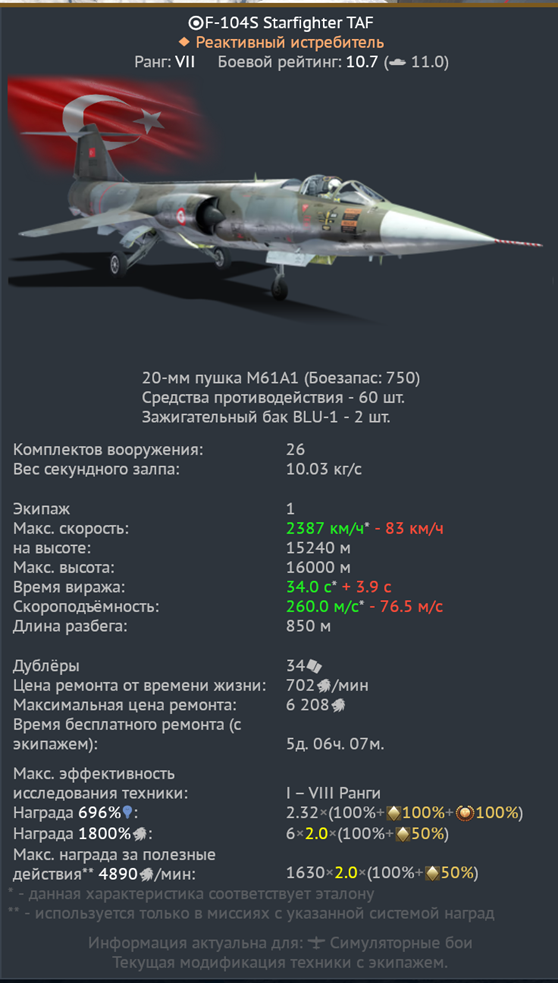 ⦿F-104S Starfighter TAF
Реактивный истребитель
Ранг: VII Боевой рейтинг: 10.7 ( 11.0)
20-мм пушка M61A1 (Боезапас: 750)
Средства противодействия - 60 шт.
Зажигательный бак BLU-1 - 2 шт.
Комплектов вооружения: 26
Вес секундного залпа: 10.03 кг/с
Экипаж 1
Макс. скорость: 2387 км/ч* - 83 км/ч
на высоте: 15240 м
Макс. высота: 16000 м
Время виража: 34.0 с* + 3.9 с
Скороподъёмность: 260.0 м/с* - 76.5 м/с
Длина разбега: 850 м
Дублёры 34
Цена ремонта от времени жизни: 702/мин
Максимальная цена ремонта: 6 208
Время бесплатного ремонта (с
экипажем): 5д. 06ч. 07м.
Макс. эффективность
исследования техники: I – VIII Ранги
Награда 696%: 2.32×(100%+100%+100%)
Награда 1800%: 6×2.0×(100%+50%)
Макс. награда за полезные
действия** 4890/мин: 1630×2.0×(100%+50%)
* - данная характеристика соответствует эталону
** - используется только в миссиях с указанной системой наград
Информация актуальна для: Симуляторные бои
Текущая модификация техники с экипажем.